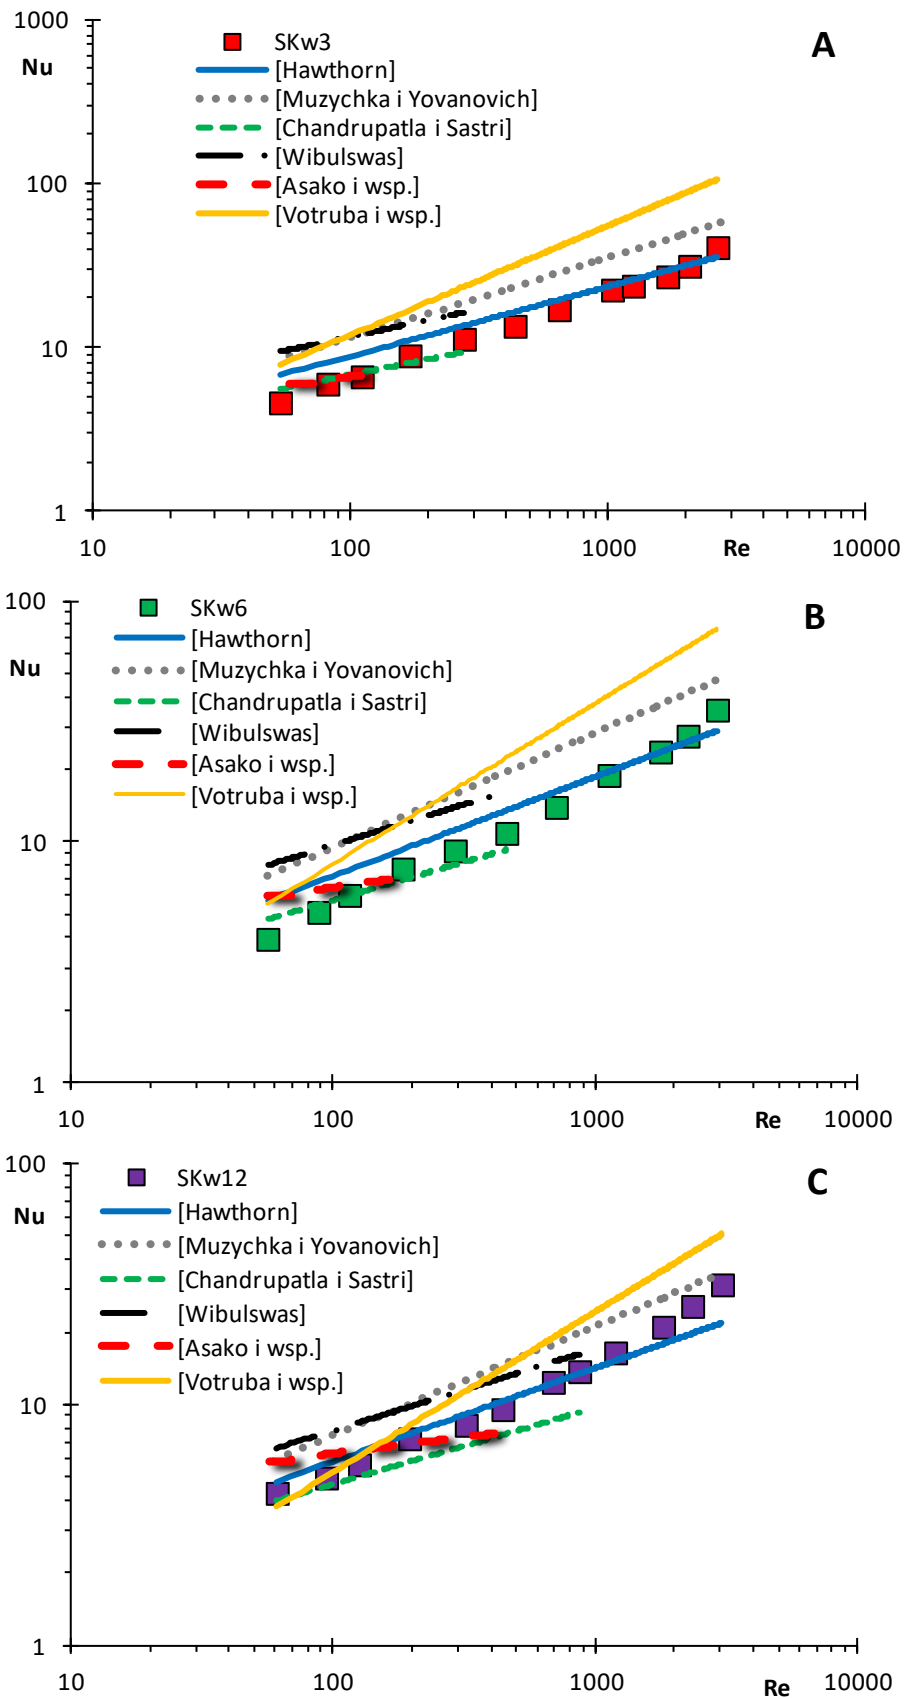 1000
A
SKw3
Nu
[Hawthorn]
[Muzychka i Yovanovich]
[Chandrupatla i Sastri]
[Wibulswas]
[Asako i wsp.]
100
[Votruba i wsp.]
10
1
10
100
1000
Re
10000
100
SKw6
B
[Hawthorn]
Nu
[Muzychka i Yovanovich]
[Chandrupatla i Sastri]
[Wibulswas]
[Asako i wsp.]
[Votruba i wsp.]
10
1
10
100
1000
Re
10000
100
SKw12
C
Nu
[Hawthorn]
[Muzychka i Yovanovich]
[Chandrupatla i Sastri]
[Wibulswas]
[Asako i wsp.]
[Votruba i wsp.]
10
1
10
100
1000
Re
10000